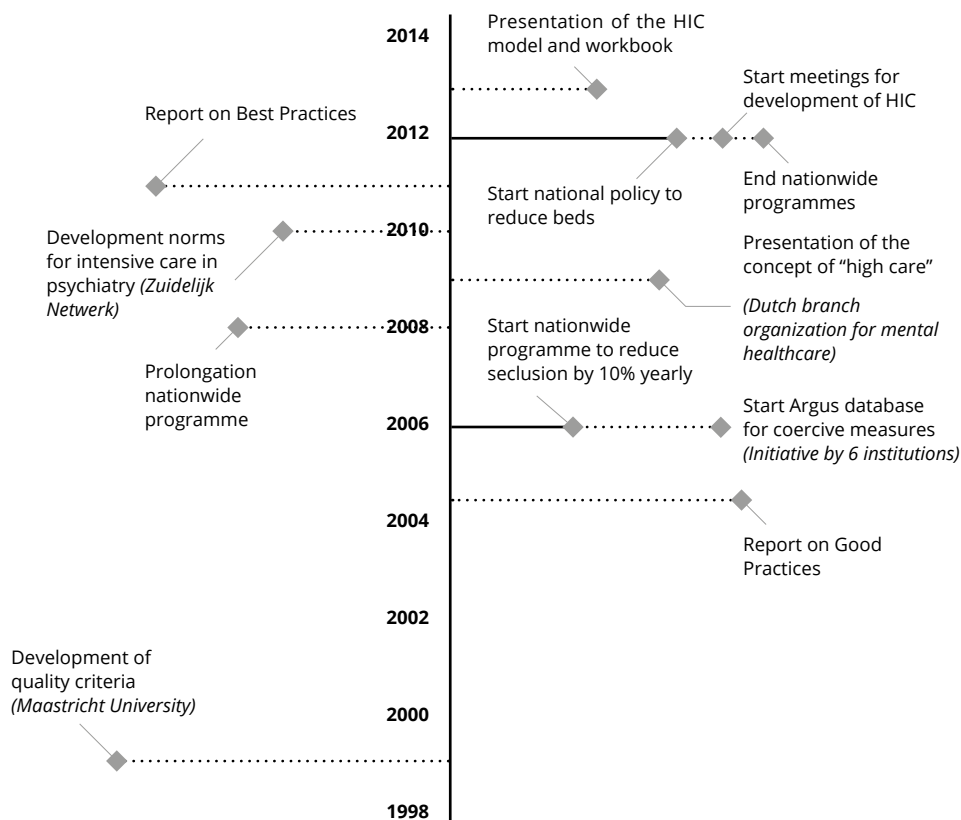 2014
Presentation of the HIC
model and workbook
Start meetings for
development of HIC
Report on Best Practices
2012
End nationwide
programmes
Start national policy to
reduce beds
2010
Development norms
for intensive care in
psychiatry (Zuidelijk
Netwerk)
Presentation of the
concept of “high care”
(Dutch branch
organization for mental
healthcare)
2008
Start nationwide
programme to reduce
seclusion by 10% yearly
Prolongation
nationwide
programme
2006
Start Argus database
for coercive measures
(Initiative by 6 institutions)
2004
Report on Good
Practices
2002
Development of
quality criteria
(Maastricht University)
2000
1998